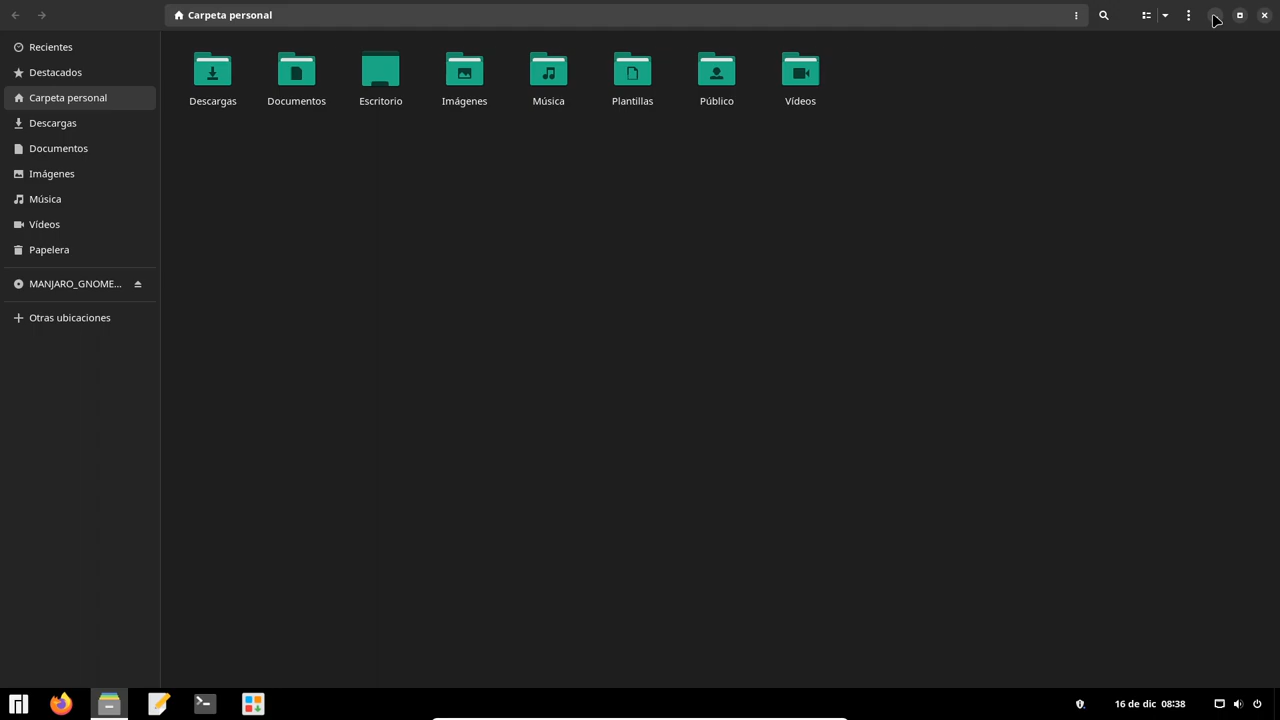 Carpeta personal
Recientes
Destacados
Carpeta personal
Descargas
Documentos
Imágenes
Música
Vídeos
Papelera
MANJARO_GNOME...
Otras ubicaciones
Descargas
Documentos
Escritorio
Imágenes
Música
Plantillas
Público
Vídeos
16 de dic 08:38